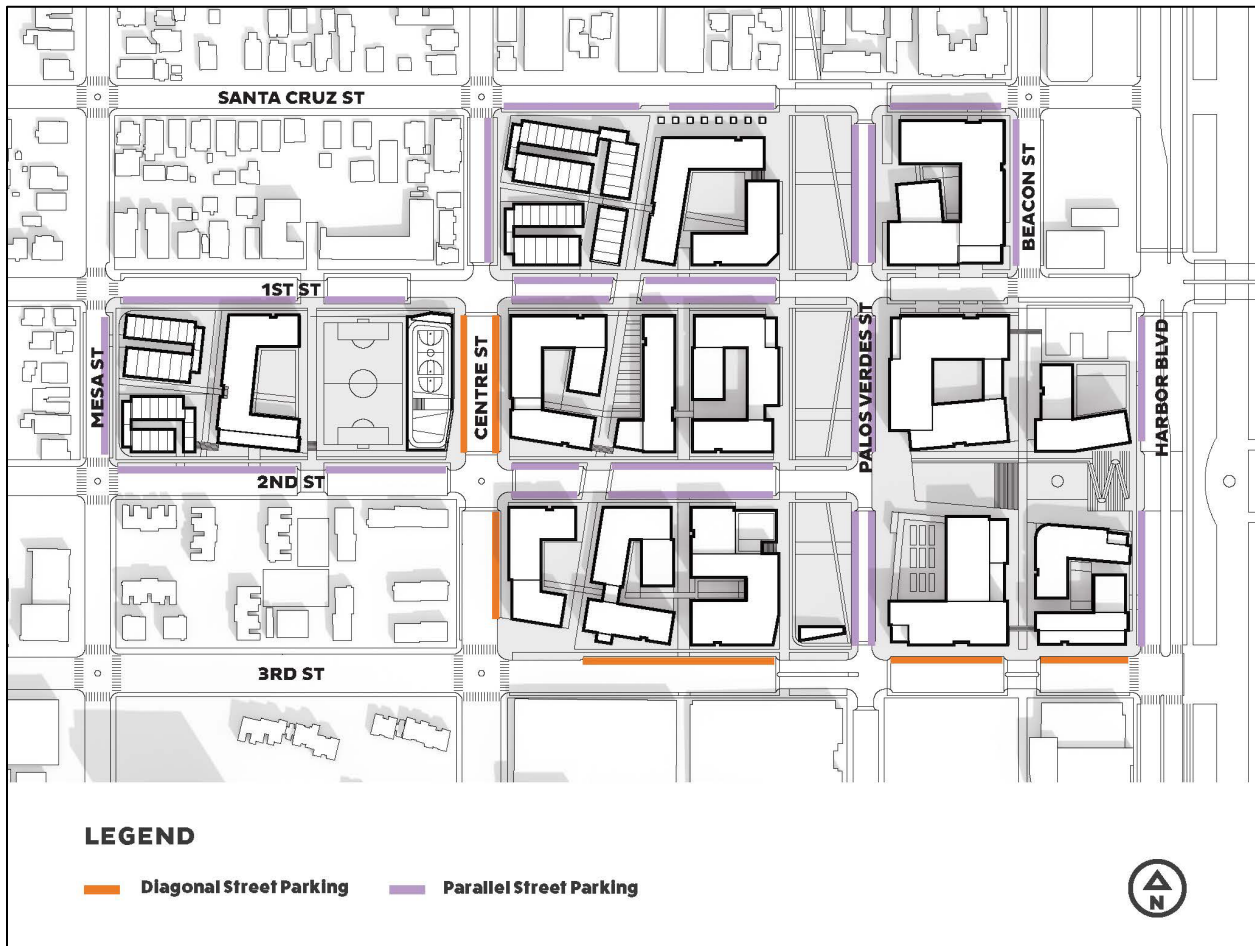 SANTA CRUZ ST
BEACON ST
1ST ST
MESA ST
CENTRE ST
PALOS VERDES ST
HARBOR BLVD
2ND ST
3RD ST
LEGEND
Diagonal Street Parking
Parallel Street Parking
N